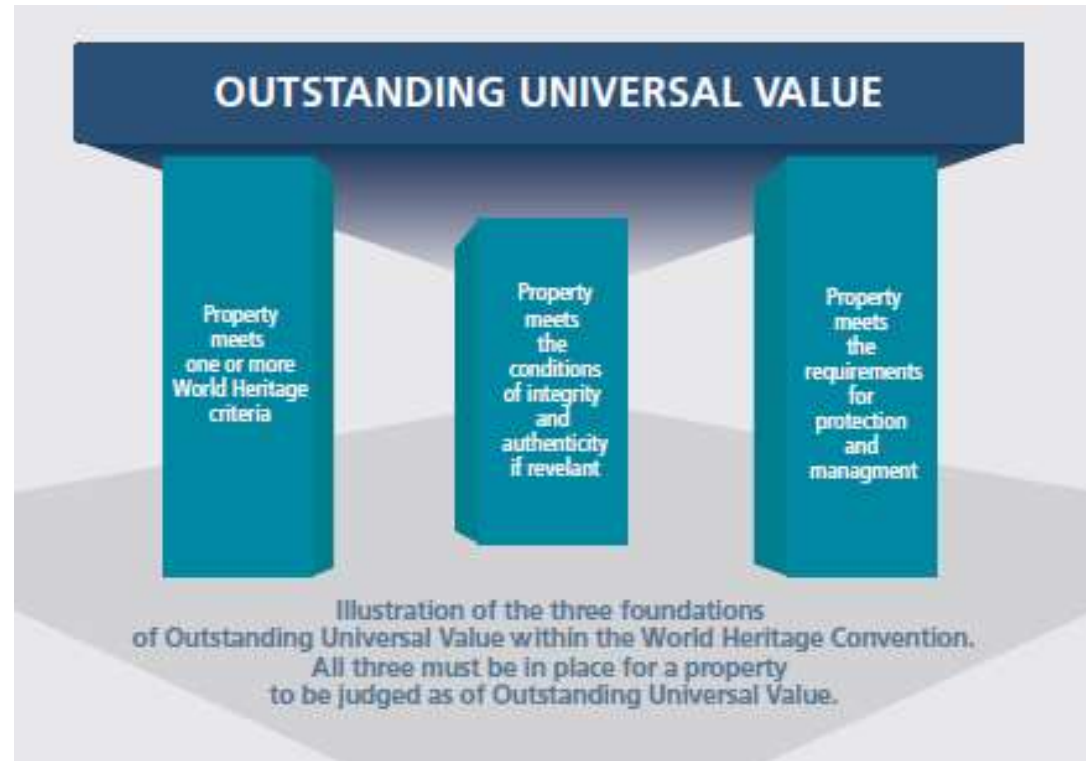 OUTSTANDING UNIVERSAL VALUE
Property
meets
one or more
World Heritage
criteria
Property
meets
the
conditions
of integrity
and
authenticity
if revelant
Property
meets
the
requirements
for
protection
and
managment
Illustration of the three foundations
of Outstanding Universal Value within the World Heritage Convention.
All three must be in place for a property
to be judged as of Outstanding Universal Value.